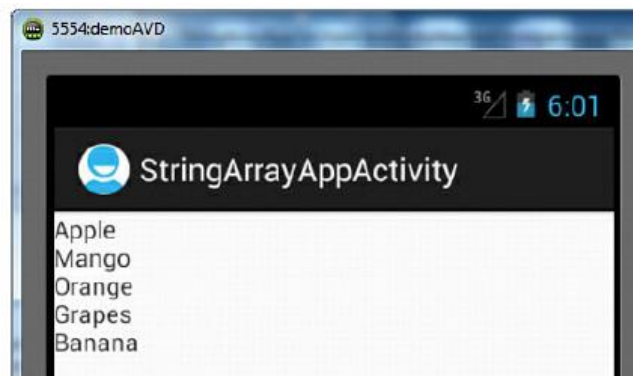 5554:demoAVD
3G 6:01
StringArrayAppActivity
Apple
Mango
Orange
Grapes
Banana